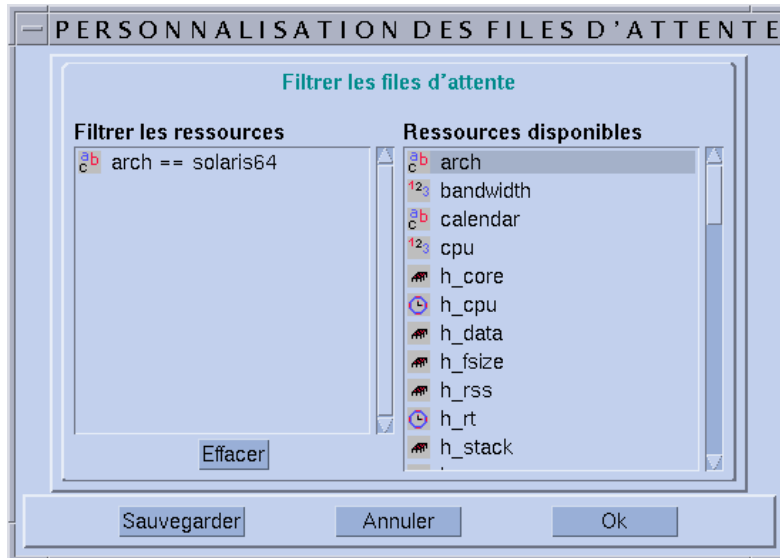 PERSONNALISATION DES FILES D'ATTENTE
Filtrer les files d'attente
Filtrer les ressources
arch == solaris64
Effacer
Ressources disponibles
arch
bandwidth
calendar
cpu
h_core
h_cpu
h_data
h_fsize
h_rss
h_rt
h_stack
Sauvegarder
Annuler
Ok